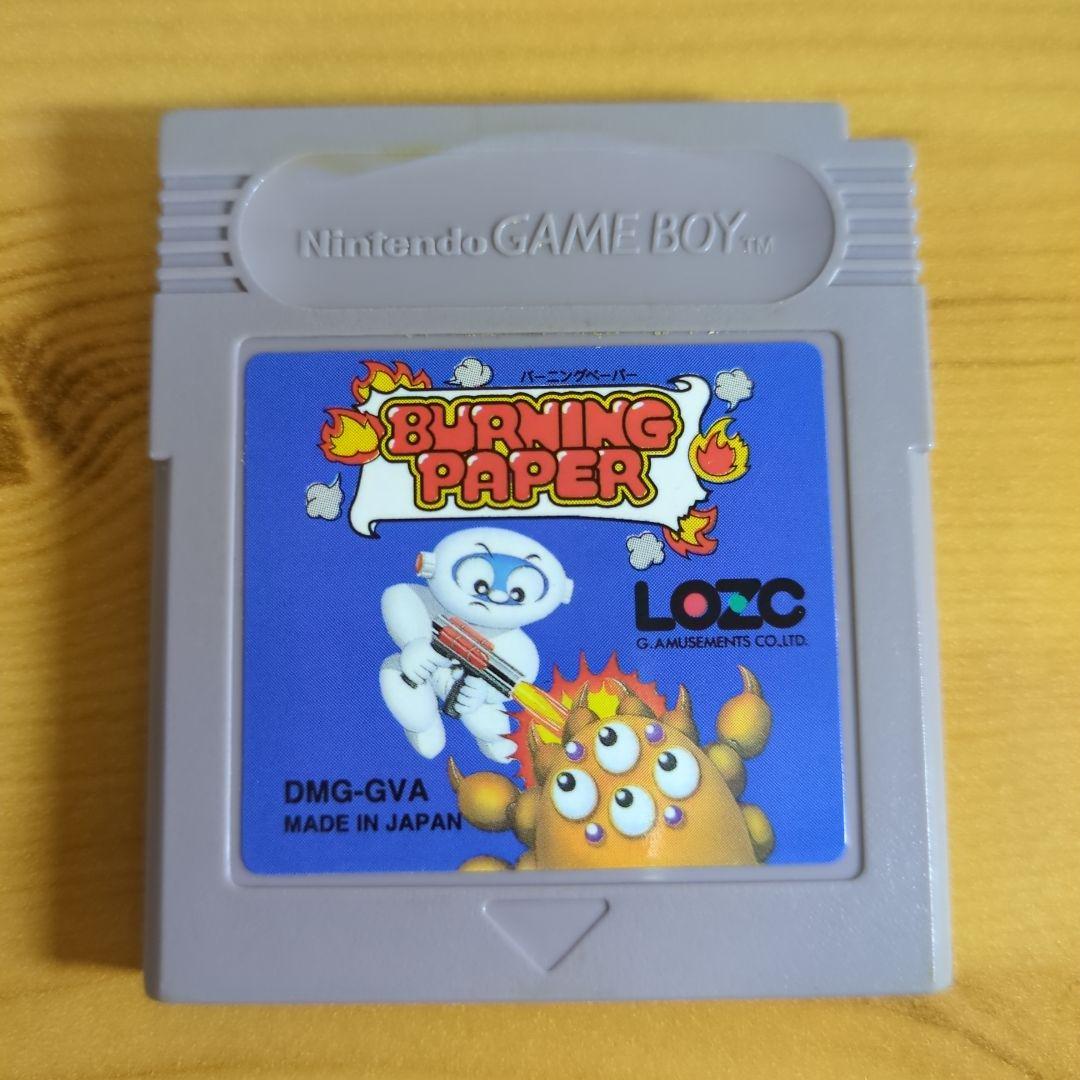 Nintendo GAME BOY TM
バーニングペーパー
BURNING
PAPER
LOZC
G.AMUSEMENTS CO.,LTD.
DMG-GVA
MADE IN JAPAN